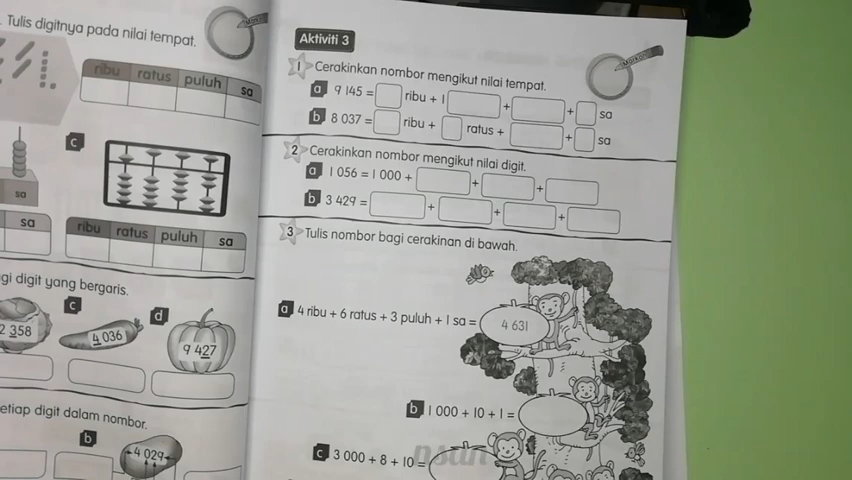 . Tulis digitnya pada nilai tempat.
ribu ratus puluh sa
c
sa
sa
ribu ratus puluh sa
gi digit yang bergaris.
c
d
2 358
4 036
9 427
etiap digit dalam nombor.
b
4 029
Aktiviti 3
1 Cerakinkan nombor mengikut nilai tempat.
a 9 145 = ribu + 1 + + sa
b 8 037 = ribu + ratus + + sa
2 Cerakinkan nombor mengikut nilai digit.
a 1 056 = 1 000 + + +
b 3 429 = + + +
3 Tulis nombor bagi cerakinan di bawah.
a 4 ribu + 6 ratus + 3 puluh + 1 sa = 4 631
b 1 000 + 10 + 1 =
c 3 000 + 8 + 10 =